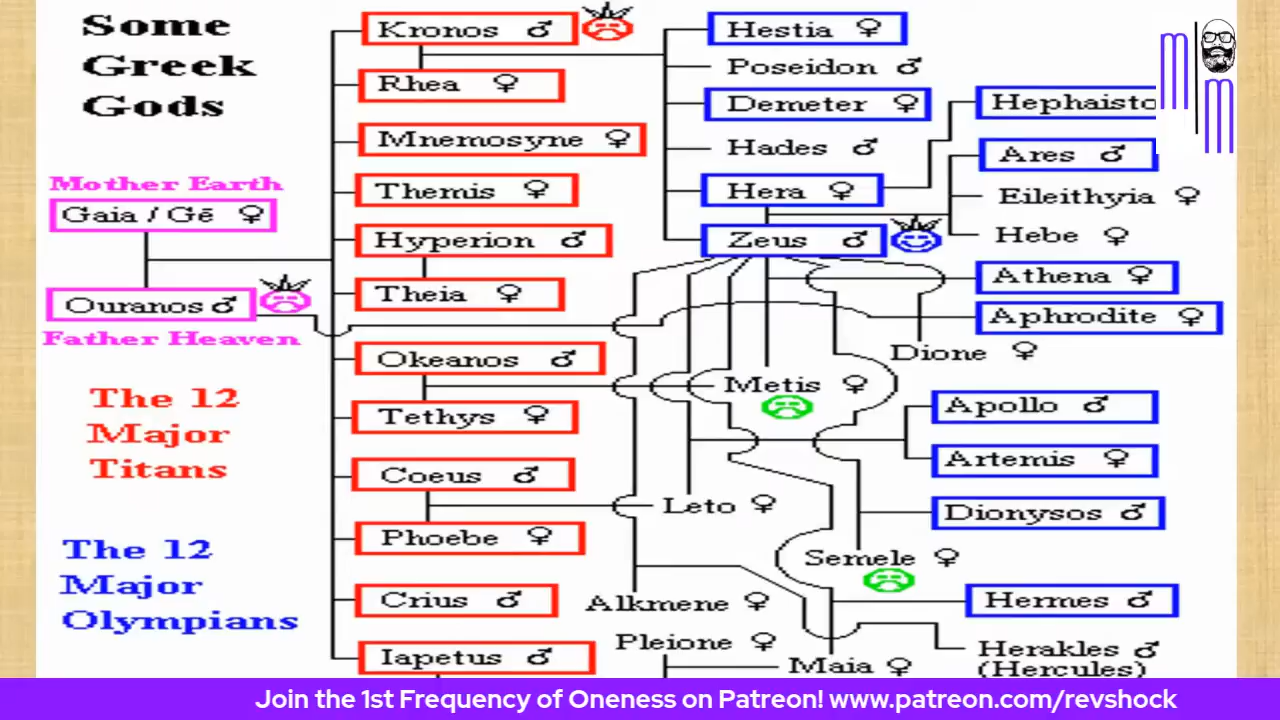 Some
Greek
Gods
Mother Earth
Gaia / Gē ♀
Ouranos ♂
Father Heaven
The 12
Major
Titans
The 12
Major
Olympians
Kronos ♂
Rhea ♀
Mnemosyne ♀
Themis ♀
Hyperion ♂
Theia ♀
Okeanos ♂
Tethys ♀
Coeus ♂
Phoebe ♀
Crius ♂
Iapetus ♂
Hestia ♀
Poseidon ♂
Demeter ♀
Hades ♂
Hera ♀
Zeus ♂
Metis ♀
Leto ♀
Semele ♀
Alkmene ♀
Pleione ♀
Maia ♀
Hephaisto
Ares ♂
Eileithyia ♀
Hebe ♀
Athena ♀
Aphrodite ♀
Dione ♀
Apollo ♂
Artemis ♀
Dionysos ♂
Hermes ♂
Herakles ♂
(Hercules)
Join the 1st Frequency of Oneness on Patreon! www.patreon.com/revshock